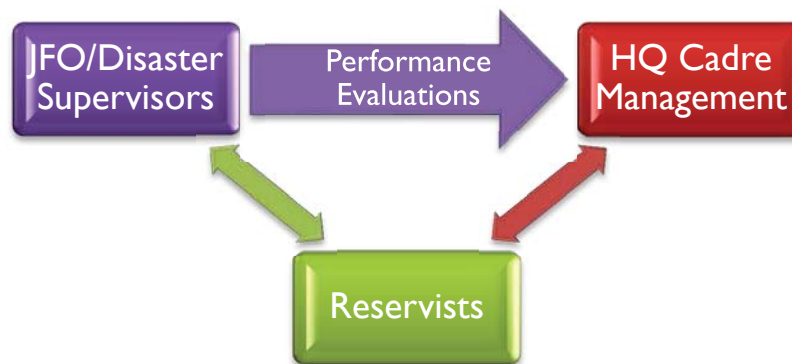 JFO/Disaster
Supervisors
Performance
Evaluations
HQ Cadre
Management
Reservists